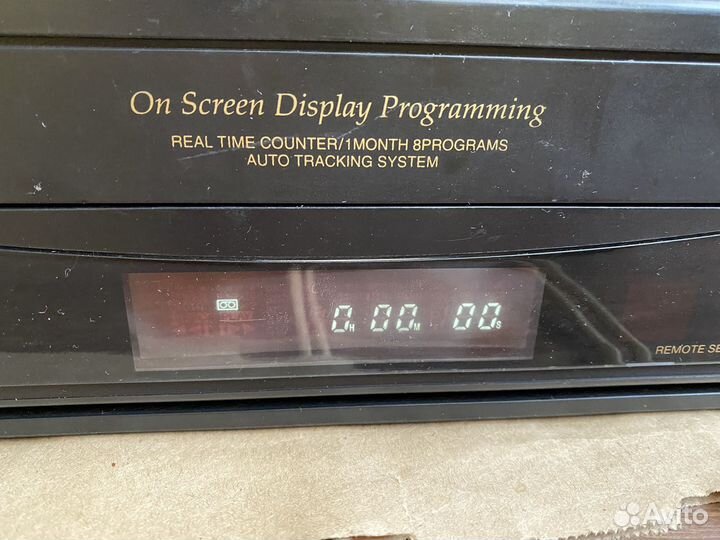 On Screen Display Programming
REAL TIME COUNTER/1MONTH 8PROGRAMS
AUTO TRACKING SYSTEM
0H 00M 00S
REMOTE SE
Avito